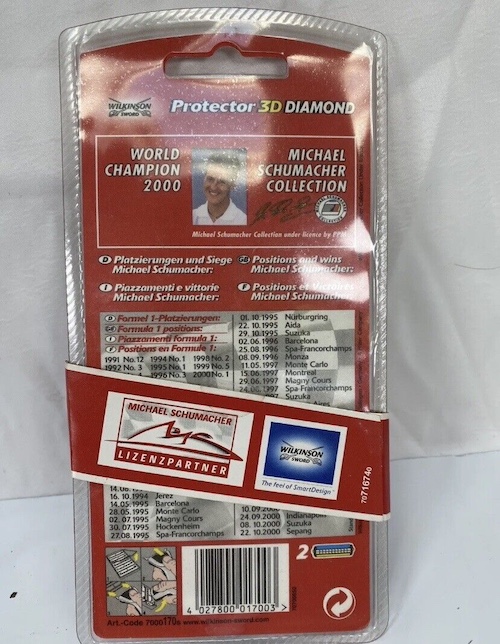 WILKINSON
SWORD
Protector 3D DIAMOND
WORLD
CHAMPION
2000
MICHAEL
SCHUMACHER
COLLECTION
Michael Schumacher Collection under licence by PPM
D Platzierungen und Siege
Michael Schumacher:
GB Positions and wins
Michael Schumacher:
I Piazzamenti e vittorie
Michael Schumacher:
F Positions et Victoires
Michael Schumacher:
D Formel 1-Platzierungen:
GB Formula 1 positions:
I Piazzamenti formula 1:
F Positions en Formule 1:
1991 No.12 1994 No.1 1998 No.2
1992 No. 3 1995 No.1 1999 No.5
1996 No.3 2000 No.1
01.10.1995 Nürburgring
22.10.1995 Aida
29.10.1995 Suzuka
02.06.1996 Barcelona
25.08.1996 Spa-Francorchamps
08.09.1996 Monza
11.05.1997 Monte Carlo
15.06.1997 Montreal
29.06.1997 Magny Cours
24.08.1997 Spa-Francorchamps
Suzuka
MICHAEL SCHUMACHER
LIZENZPARTNER
WILKINSON
SWORD
The feel of SmartDesign
7071674o
16.10.1994 Jerez
14.05.1995 Barcelona
28.05.1995 Monte Carlo
02.07.1995 Magny Cours
30.07.1995 Hockenheim
27.08.1995 Spa-Francorchamps
24.09.2000 Indianapolis
08.10.2000 Suzuka
22.10.2000 Sepang
2
4 027800 017003 >
Art.-Code 7000170s www.wilkinson-sword.com